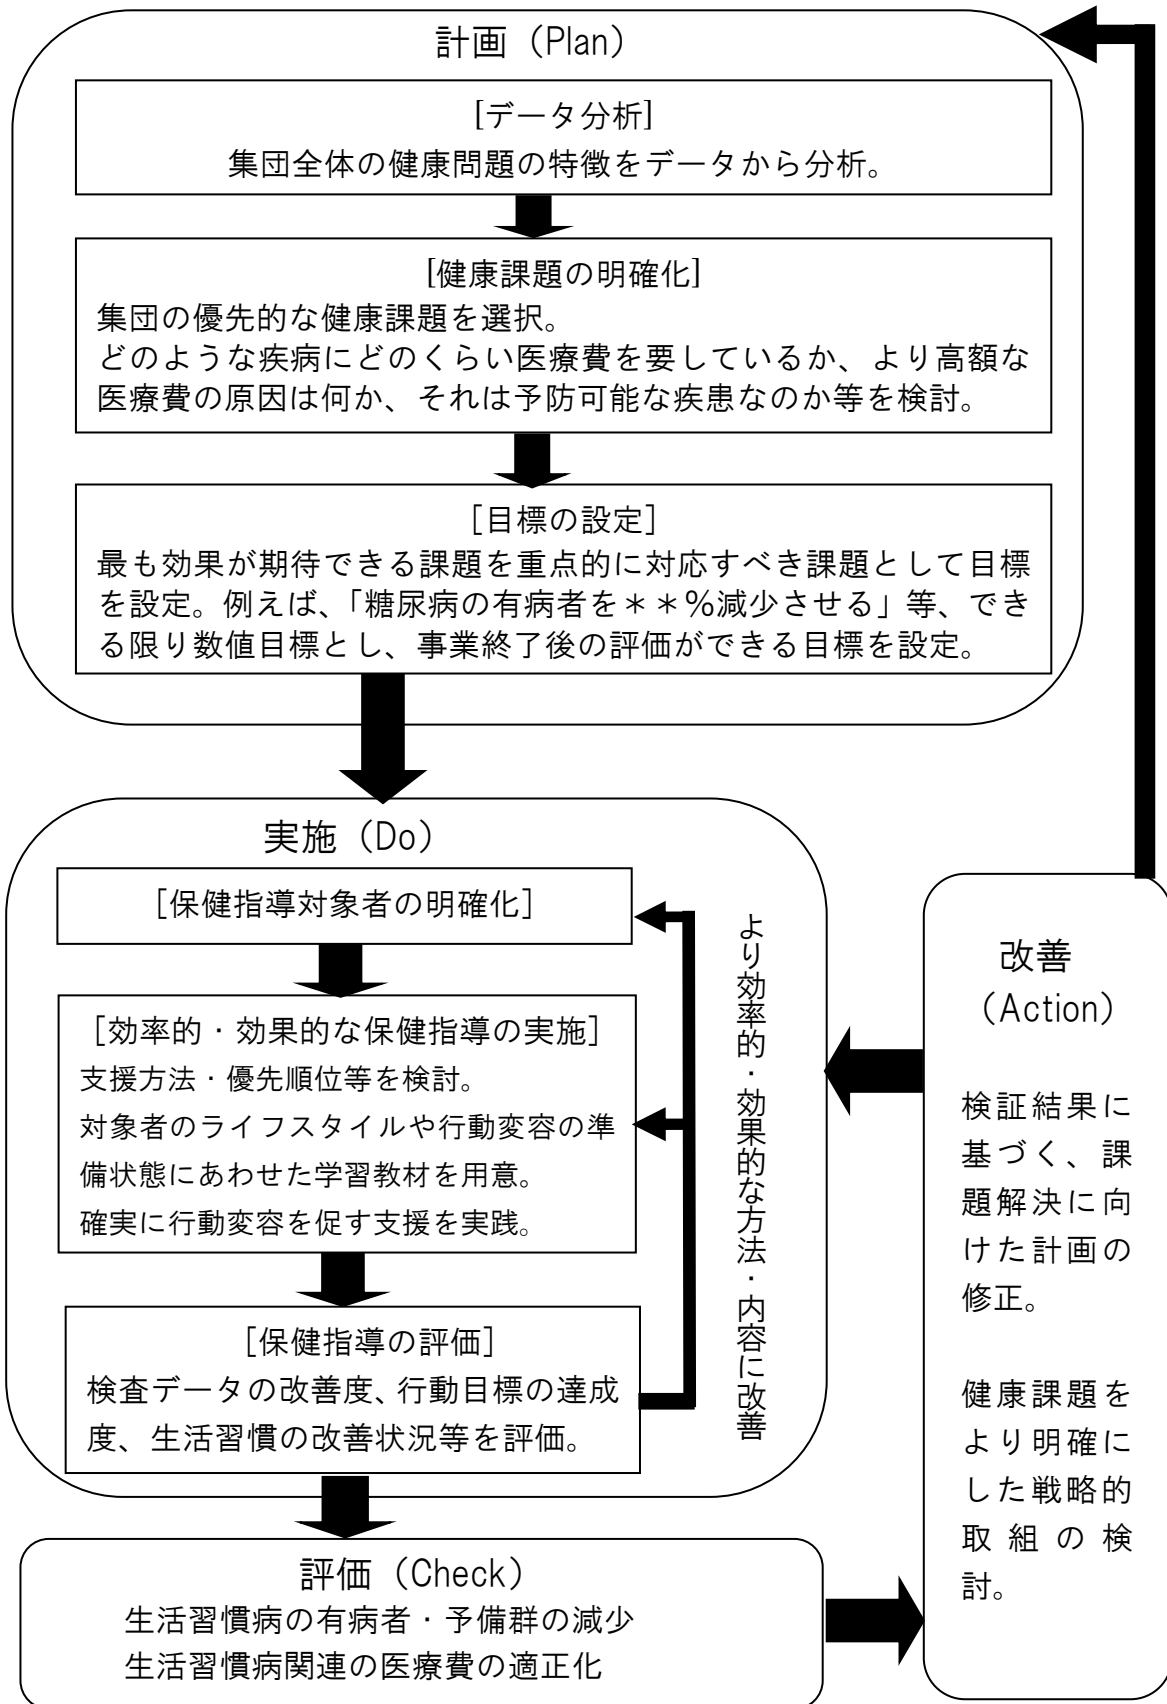 計画（Plan）
[データ分析]
集団全体の健康問題の特徴をデータから分析。
[健康課題の明確化]
集団の優先的な健康課題を選択。
どのような疾病にどのくらい医療費を要しているか、より高額な
医療費の原因は何か、それは予防可能な疾患なのか等を検討。
［目標の設定］
最も効果が期待できる課題を重点的に対応すべき課題として目標
を設定。例えば、「糖尿病の有病者を＊＊％減少させる」等、でき
る限り数値目標とし、事業終了後の評価ができる目標を設定。
実施（Do）
［保健指導対象者の明確化］
［効率的・効果的な保健指導の実施］
支援方法・優先順位等を検討。
対象者のライフスタイルや行動変容の準
備状態にあわせた学習教材を用意。
確実に行動変容を促す支援を実践。
［保健指導の評価］
検査データの改善度、行動目標の達成
度、生活習慣の改善状況等を評価。
より効率的・効果的な方法・内容に改善
評価（Check）
生活習慣病の有病者・予備群の減少
生活習慣病関連の医療費の適正化
改善
（Action）
検証結果に
基づく、課
題解決に向
けた計画の
修正。
健康課題を
より明確に
した戦略的
取組の検
討。